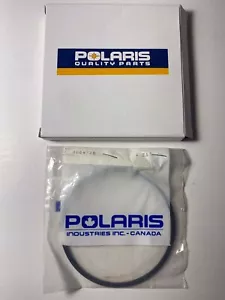 POLARIS
QUALITY PARTS
POLARIS
INDUSTRIES INC.-CANADA